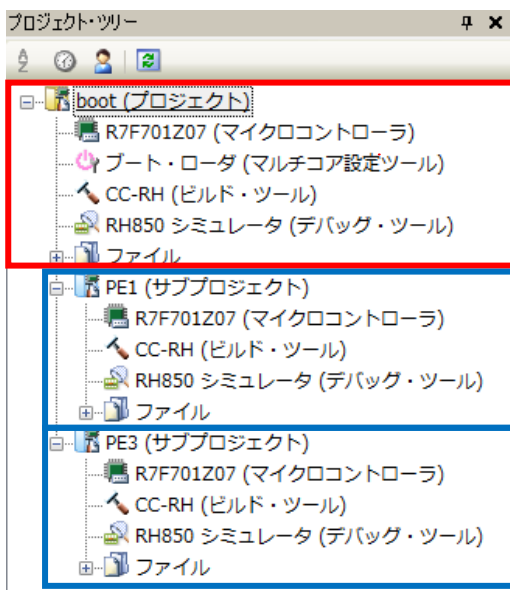 プロジェクト・ツリー
boot (プロジェクト)
R7F701Z07 (マイクロコントローラ)
ブート・ローダ (マルチコア設定ツール)
CC-RH (ビルド・ツール)
RH850 シミュレータ (デバッグ・ツール)
ファイル
PE1 (サブプロジェクト)
R7F701Z07 (マイクロコントローラ)
CC-RH (ビルド・ツール)
RH850 シミュレータ (デバッグ・ツール)
ファイル
PE3 (サブプロジェクト)
R7F701Z07 (マイクロコントローラ)
CC-RH (ビルド・ツール)
RH850 シミュレータ (デバッグ・ツール)
ファイル